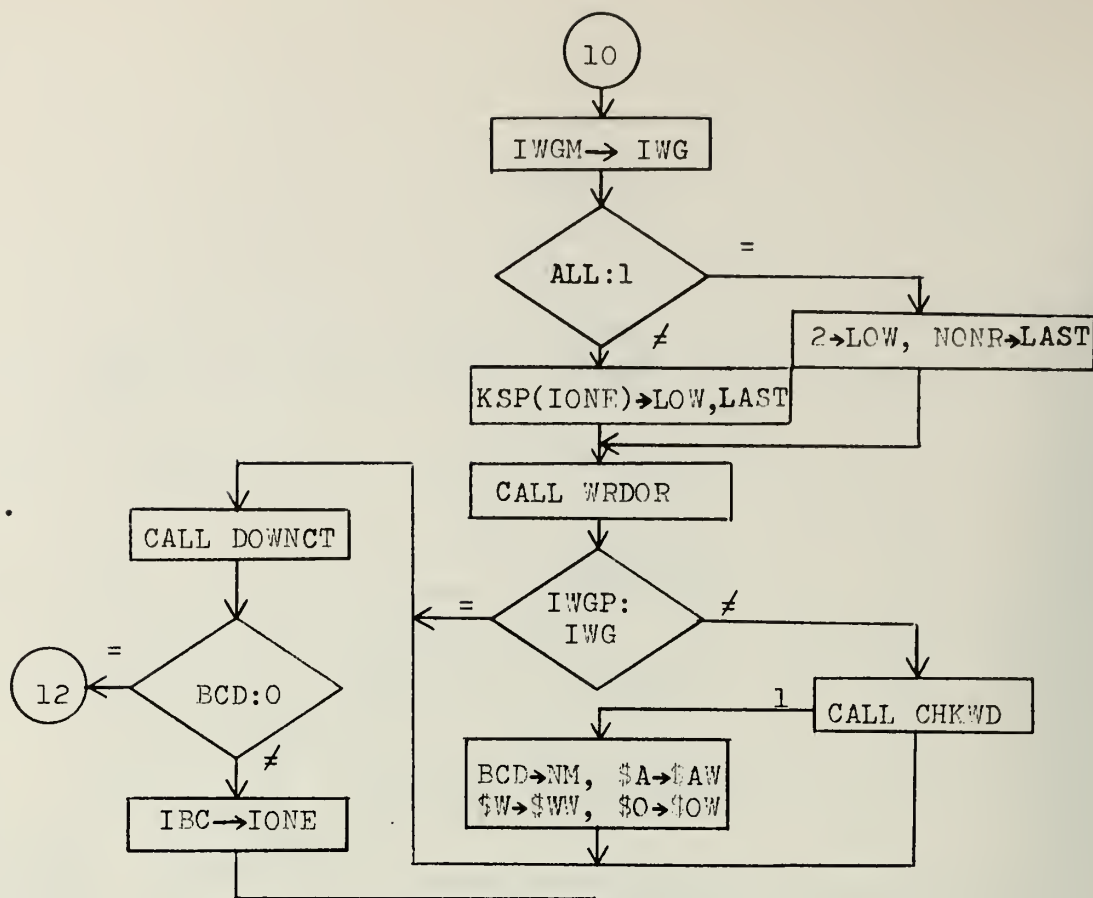 10
IWGM→ IWG
ALL:1
=
≠
2→LOW, NONR→LAST
KSP(IONE)→LOW,LAST
CALL WRDOR
CALL DOWNCT
IWGP:
IWG
=
≠
=
12
BCD:0
≠
1
CALL CHKWD
BCD→NM, $A→$AW
$W→$WW, $O→$OW
IBC→IONE